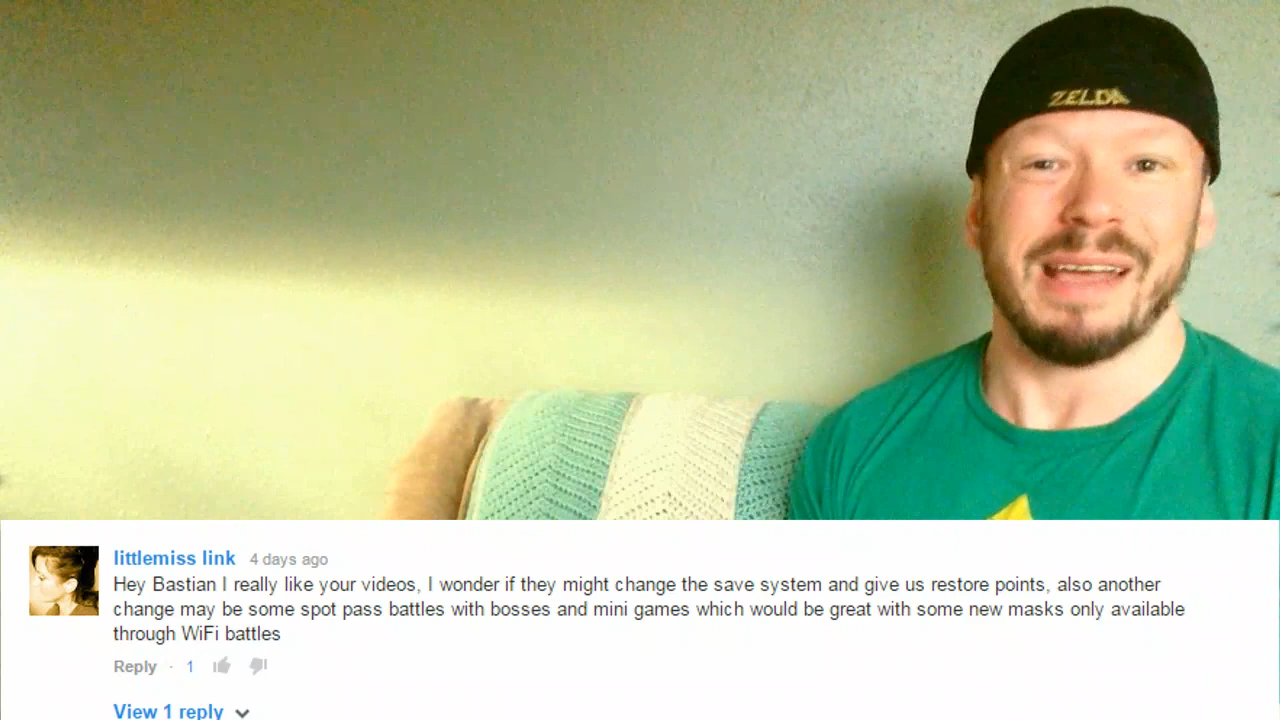 ZELDA
littlemiss link 4 days ago
Hey Bastian I really like your videos, I wonder if they might change the save system and give us restore points, also another
change may be some spot pass battles with bosses and mini games which would be great with some new masks only available
through WiFi battles
Reply · 1
View 1 reply